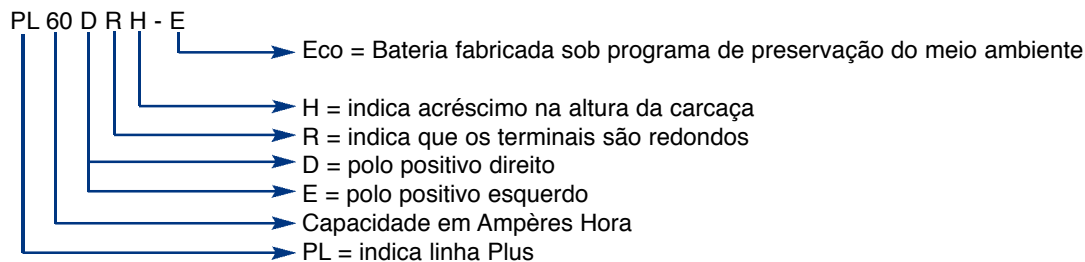 PL 60 D R H - E
Eco = Bateria fabricada sob programa de preservação do meio ambiente
H = indica acréscimo na altura da carcaça
R = indica que os terminais são redondos
D = polo positivo direito
E = polo positivo esquerdo
Capacidade em Ampères Hora
PL = indica linha Plus